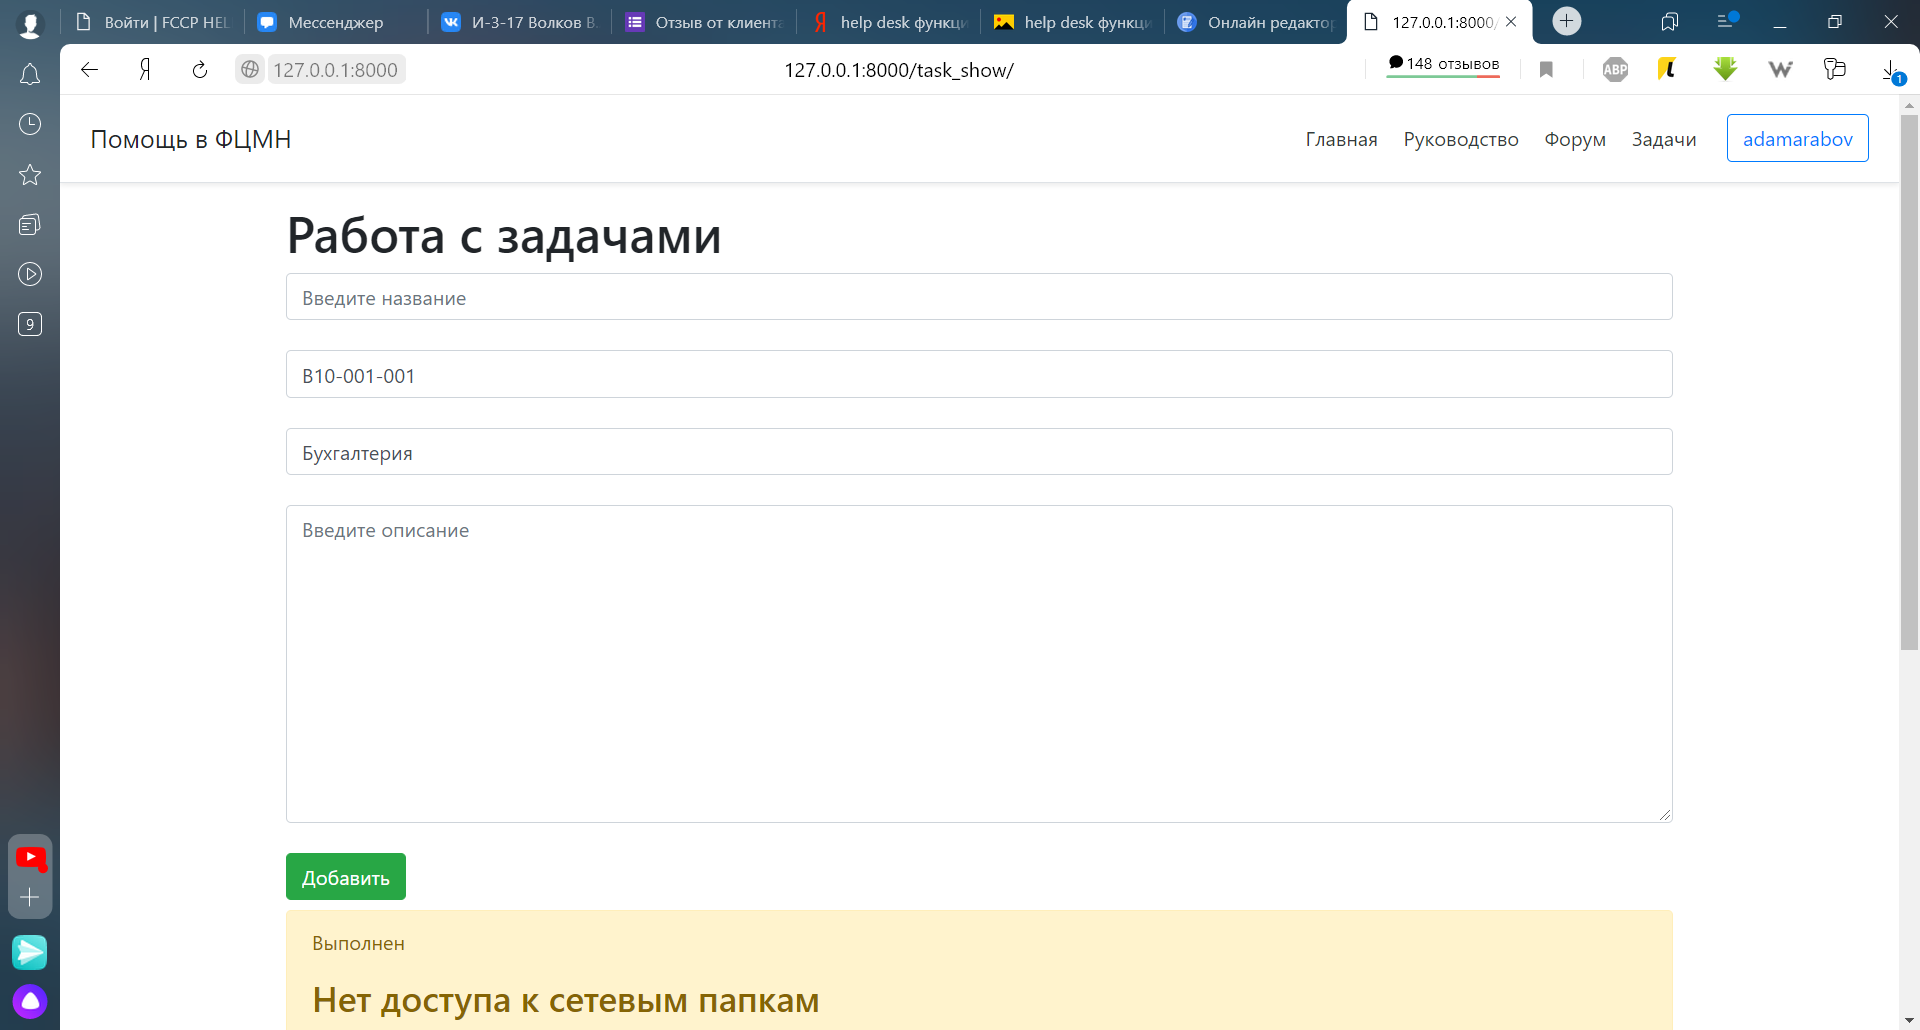 Войти | FCCP HEL
Мессенджер
И-3-17 Волков В.
Отзыв от клиента
help desk функци
help desk функци
Онлайн редактор
127.0.0.1:8000/
127.0.0.1:8000
127.0.0.1:8000/task_show/
148 отзывов
ABP
1
9
Помощь в ФЦМН
Главная
Руководство
Форум
Задачи
adamarabov
Работа с задачами
Введите название
B10-001-001
Бухгалтерия
Введите описание
Добавить
Выполнен
Нет доступа к сетевым папкам